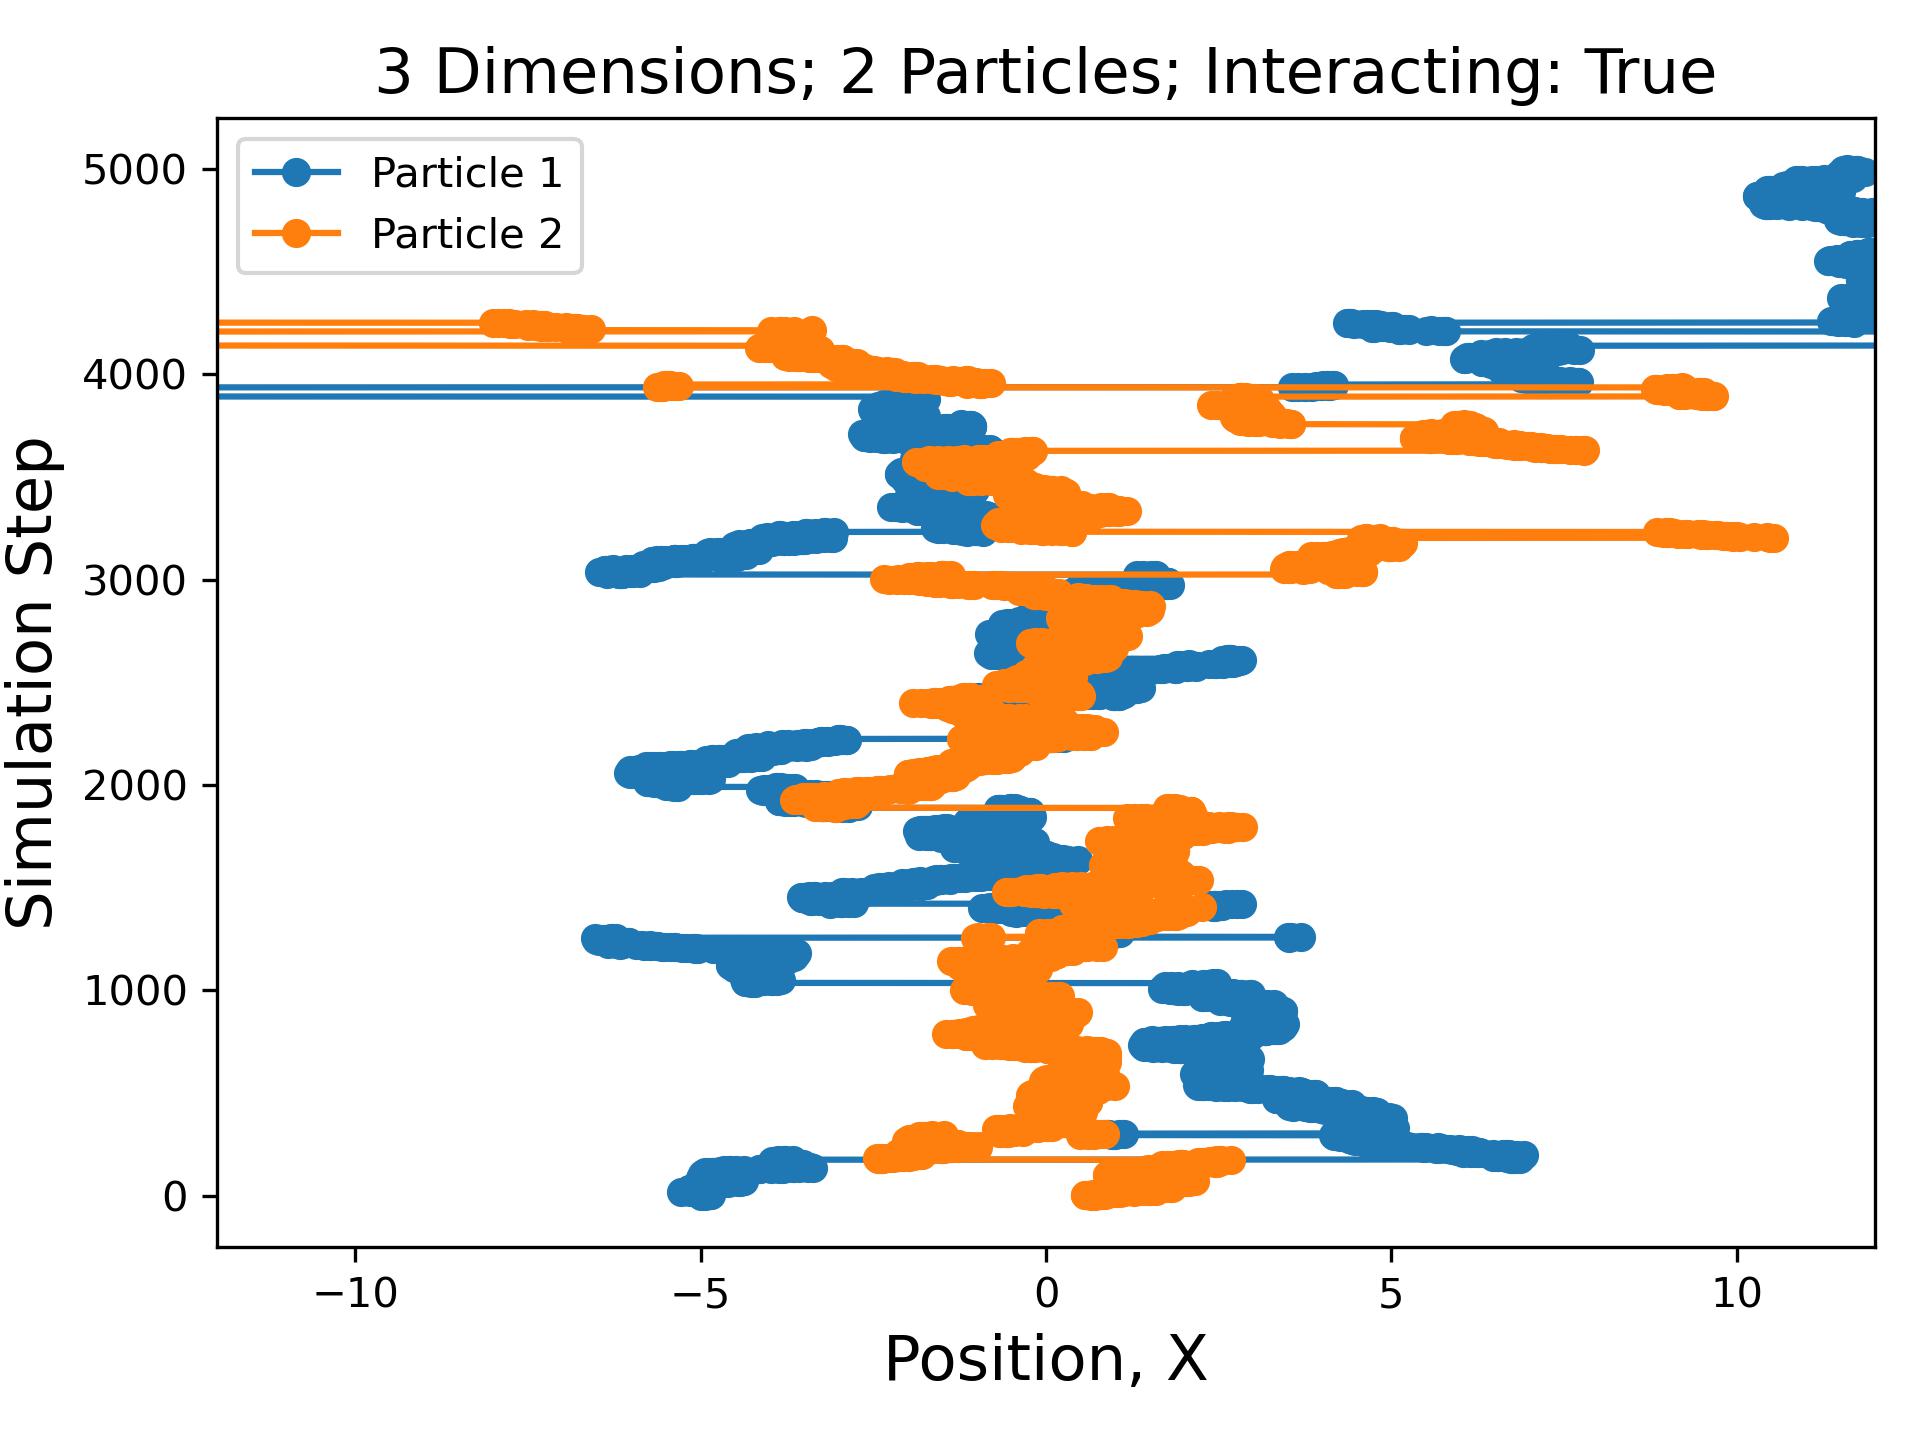 3 Dimensions; 2 Particles; Interacting: True
Particle 1
Particle 2
5000
4000
3000
2000
1000
0
Simulation Step
−10
−5
0
5
10
Position, X